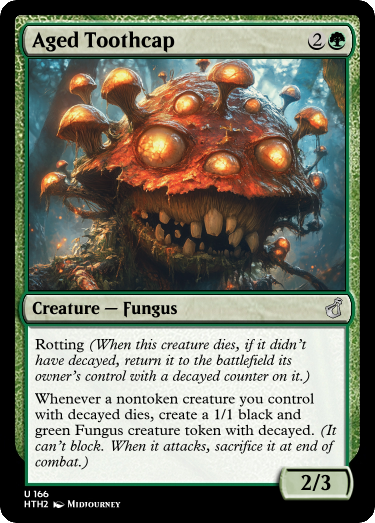 Aged Toothcap 2
Creature — Fungus
Rotting (When this creature dies, if it didn't
have decayed, return it to the battlefield its
owner's control with a decayed counter on it.)
Whenever a nontoken creature you control
with decayed dies, create a 1/1 black and
green Fungus creature token with decayed. (It
can't block. When it attacks, sacrifice it at end of
combat.)
2/3
U 166
HTH2 Midjourney